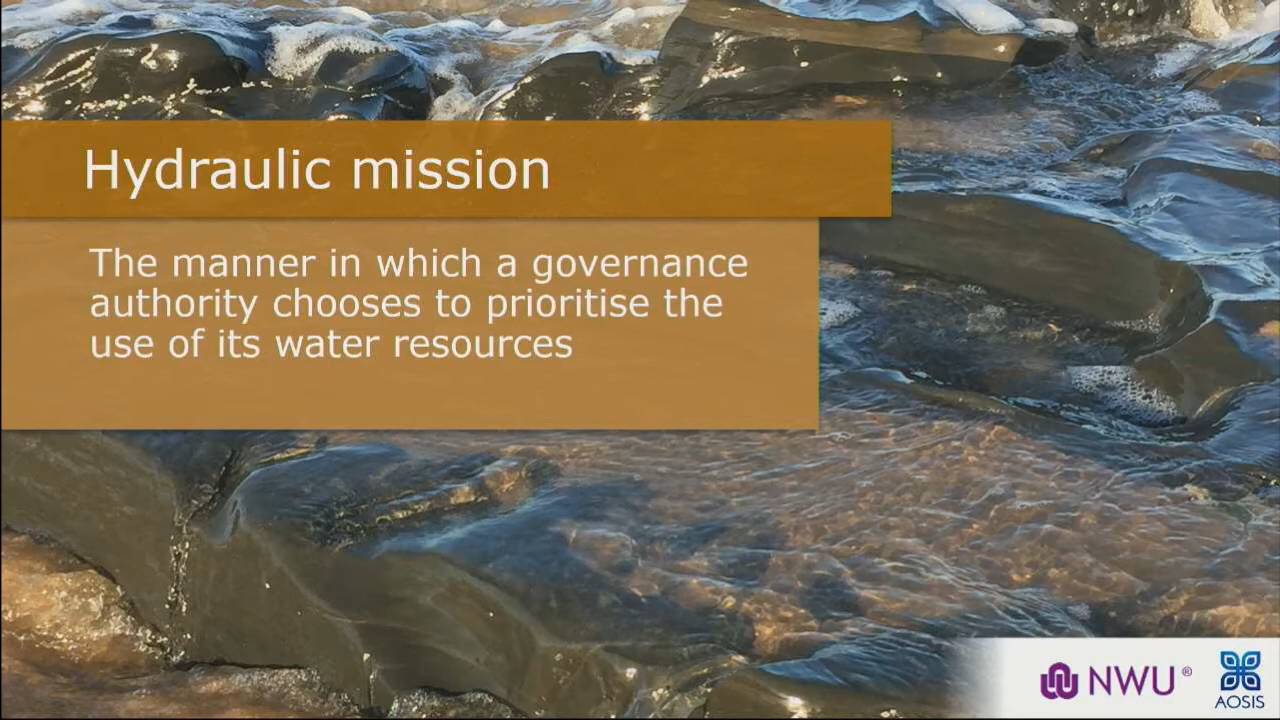 Hydraulic mission
The manner in which a governance
authority chooses to prioritise the
use of its water resources
NWU®
AOSIS